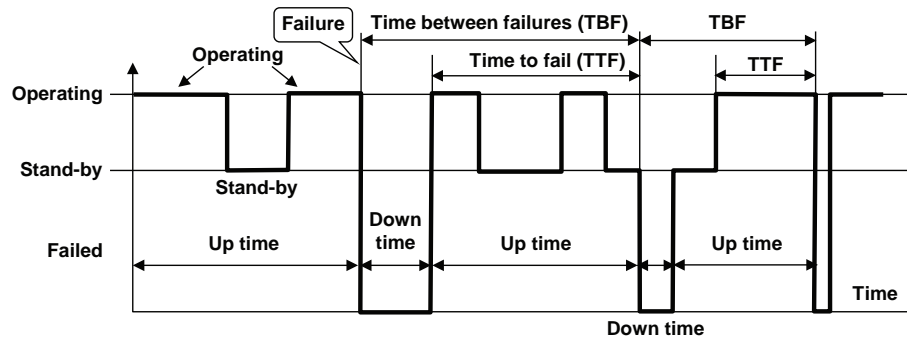 Failure
Time between failures (TBF)
TBF
Operating
Time to fail (TTF)
TTF
Operating
Stand-by
Stand-by
Down
time
Failed
Up time
Up time
Up time
Time
Down time